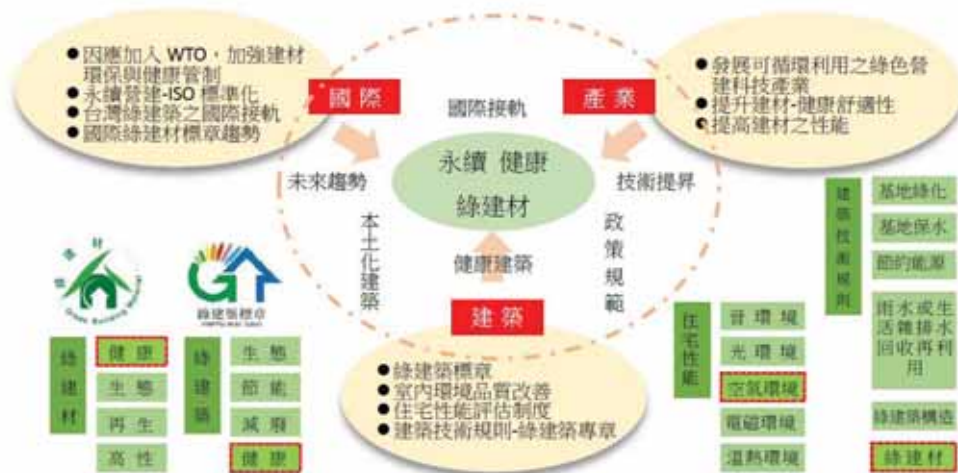 ●因應加入 WTO，加強建材
環保與健康管制
●永續營建-ISO 標準化
●台灣綠建築之國際接軌
●國際綠建材標章趨勢
國際
國際接軌
產業
●發展可循環利用之綠色營
建科技產業
●提升建材-健康舒適性
●提高建材之性能
未來趨勢
永續 健康
綠建材
技術提昇
本土化建築
健康建築
政策規範
建築
●綠建築標章
●室內環境品質改善
●住宅性能評估制度
●建築技術規則-綠建築專章
綠建材
Green Building Material
綠建築標章
綠建材
健康
生態
再生
高性
綠建築
生態
節能
減廢
健康
住宅性能
音環境
光環境
空氣環境
電磁環境
溫熱環境
建築技術規則
基地綠化
基地保水
節約能源
雨水或生
活雜排水
回收再利
用
綠建築構造
綠建材